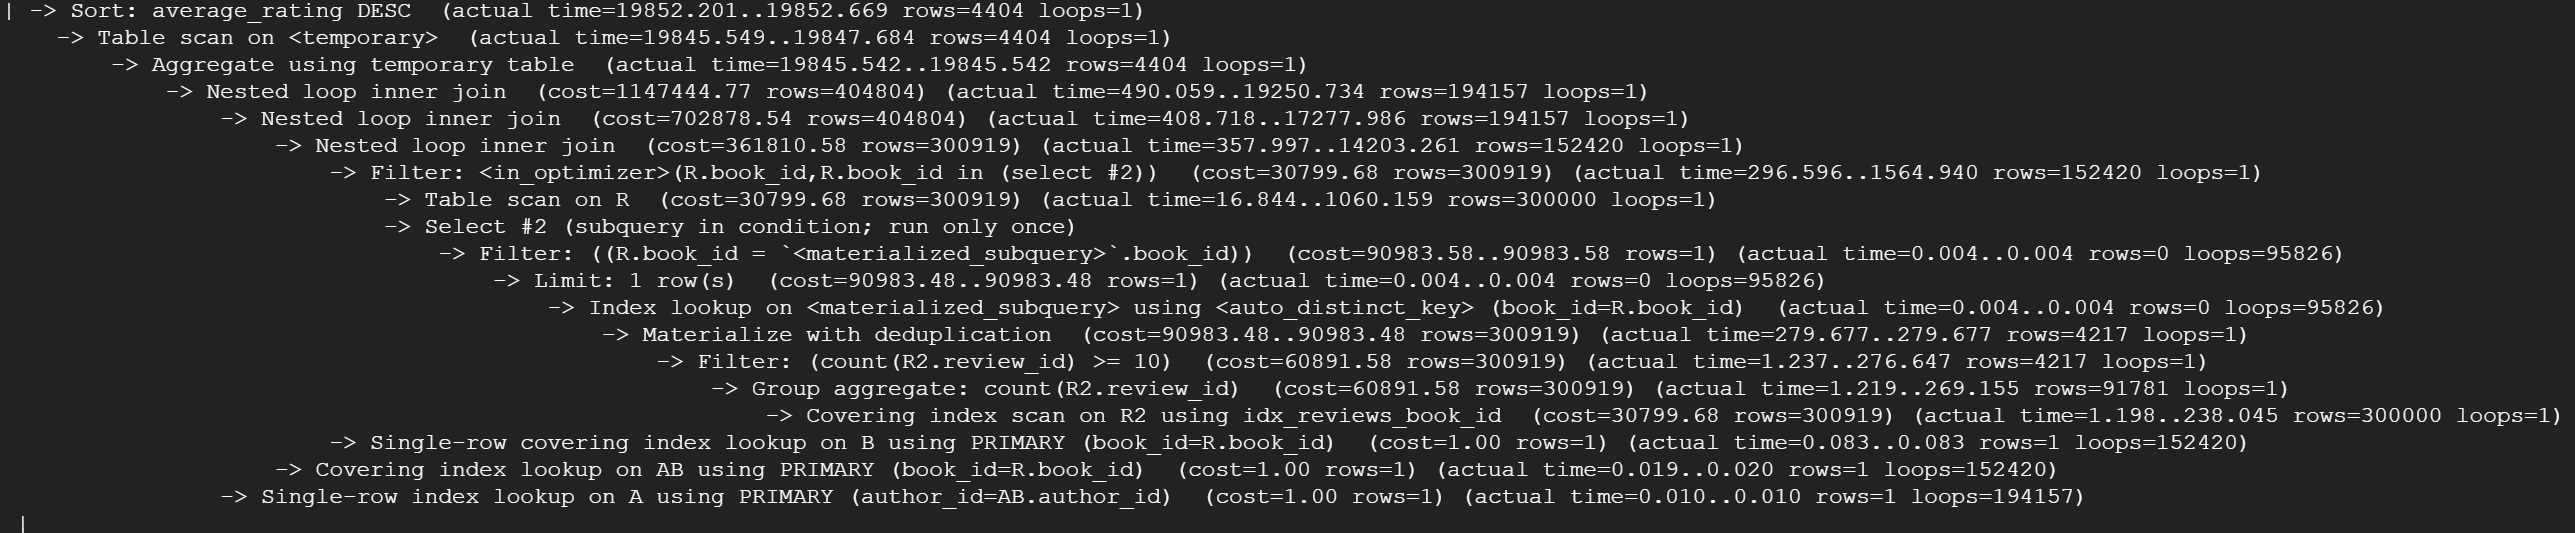 | -> Sort: average_rating DESC  (actual time=19852.201..19852.669 rows=4404 loops=1)
    -> Table scan on <temporary>  (actual time=19845.549..19847.684 rows=4404 loops=1)
        -> Aggregate using temporary table  (actual time=19845.542..19845.542 rows=4404 loops=1)
            -> Nested loop inner join  (cost=1147444.77 rows=404804) (actual time=490.059..19250.734 rows=194157 loops=1)
                -> Nested loop inner join  (cost=702878.54 rows=404804) (actual time=408.718..17277.986 rows=194157 loops=1)
                    -> Nested loop inner join  (cost=361810.58 rows=300919) (actual time=357.997..14203.261 rows=152420 loops=1)
                        -> Filter: <in_optimizer>(R.book_id,R.book_id in (select #2))  (cost=30799.68 rows=300919) (actual time=296.596..1564.940 rows=152420 loops=1)
                            -> Table scan on R  (cost=30799.68 rows=300919) (actual time=16.844..1060.159 rows=300000 loops=1)
                            -> Select #2 (subquery in condition; run only once)
                                -> Filter: ((R.book_id = `<materialized_subquery>`.book_id))  (cost=90983.58..90983.58 rows=1) (actual time=0.004..0.004 rows=0 loops=95826)
                                    -> Limit: 1 row(s)  (cost=90983.48..90983.48 rows=1) (actual time=0.004..0.004 rows=0 loops=95826)
                                        -> Index lookup on <materialized_subquery> using <auto_distinct_key> (book_id=R.book_id)  (actual time=0.004..0.004 rows=0 loops=95826)
                                            -> Materialize with deduplication  (cost=90983.48..90983.48 rows=300919) (actual time=279.677..279.677 rows=4217 loops=1)
                                                -> Filter: (count(R2.review_id) >= 10)  (cost=60891.58 rows=300919) (actual time=1.237..276.647 rows=4217 loops=1)
                                                    -> Group aggregate: count(R2.review_id)  (cost=60891.58 rows=300919) (actual time=1.219..269.155 rows=91781 loops=1)
                                                        -> Covering index scan on R2 using idx_reviews_book_id  (cost=30799.68 rows=300919) (actual time=1.198..238.045 rows=300000 loops=1)
                        -> Single-row covering index lookup on B using PRIMARY (book_id=R.book_id)  (cost=1.00 rows=1) (actual time=0.083..0.083 rows=1 loops=152420)
                    -> Covering index lookup on AB using PRIMARY (book_id=R.book_id)  (cost=1.00 rows=1) (actual time=0.019..0.020 rows=1 loops=152420)
                -> Single-row index lookup on A using PRIMARY (author_id=AB.author_id)  (cost=1.00 rows=1) (actual time=0.010..0.010 rows=1 loops=194157)
 |